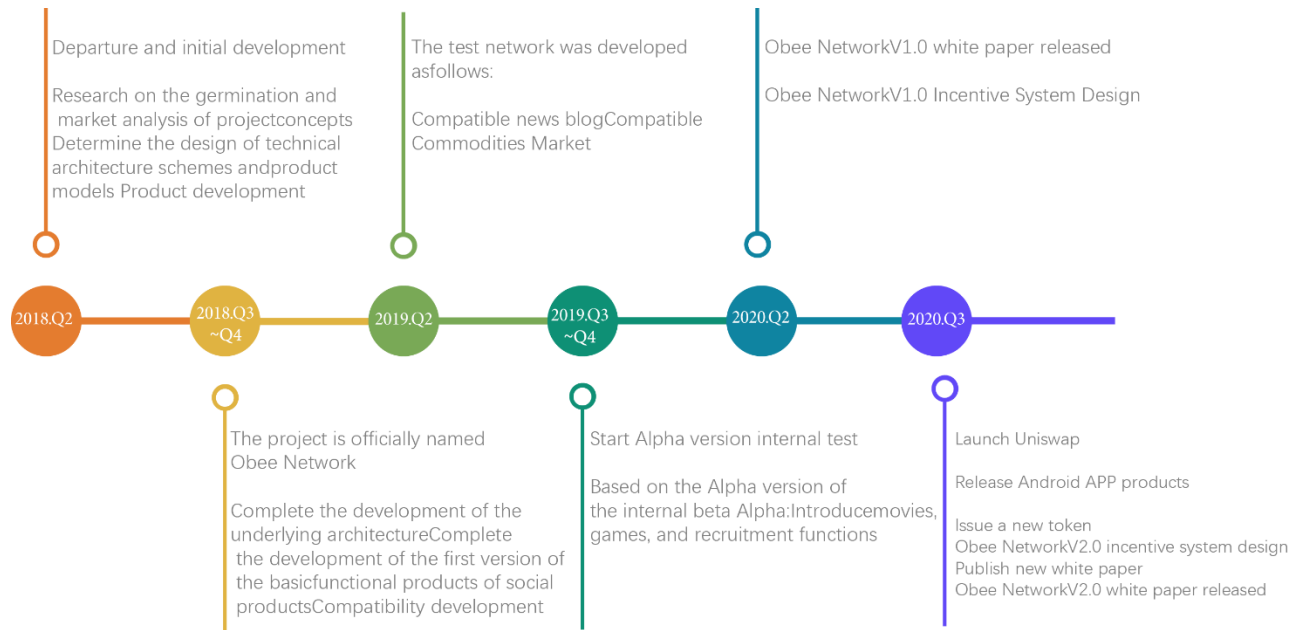 Departure and initial development
Research on the germination and
market analysis of projectconcepts
Determine the design of technical
architecture schemes andproduct
models Product development
The test network was developed
asfollows:
Compatible news blogCompatible
Commodities Market
Obee NetworkV1.0 white paper released
Obee NetworkV1.0 Incentive System Design
2018.Q2
2018.Q3
~Q4
2019.Q2
2019.Q3
~Q4
2020.Q2
2020.Q3
The project is officially named
Obee Network
Complete the development of the
underlying architectureComplete
the development of the first version of
the basicfunctional products of social
productsCompatibility development
Start Alpha version internal test
Based on the Alpha version of
the internal beta Alpha:Introducemovies,
games, and recruitment functions
Launch Uniswap
Release Android APP products
Issue a new token
Obee NetworkV2.0 incentive system design
Publish new white paper
Obee NetworkV2.0 white paper released